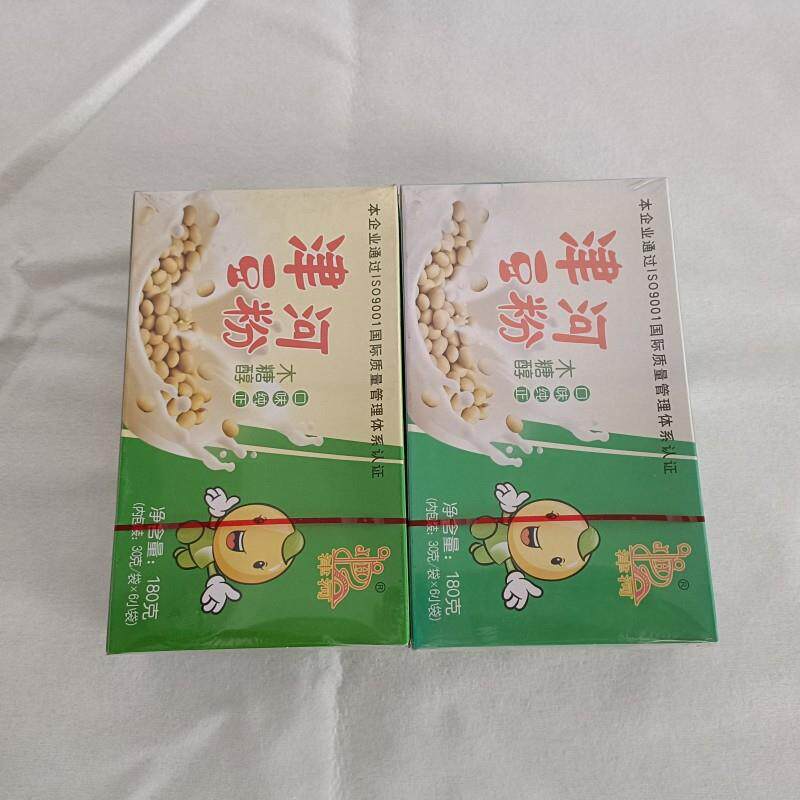 本企业通过ISO9001国际质量管理体系认证
津河
豆粉
木糖醇
口味纯正
津河®
净含量：180克
(内包装：30克/袋×6小袋)
本企业通过ISO9001国际质量管理体系认证
津河
豆粉
木糖醇
口味纯正
津河®
净含量：180克
(内包装：30克/袋×6小袋)